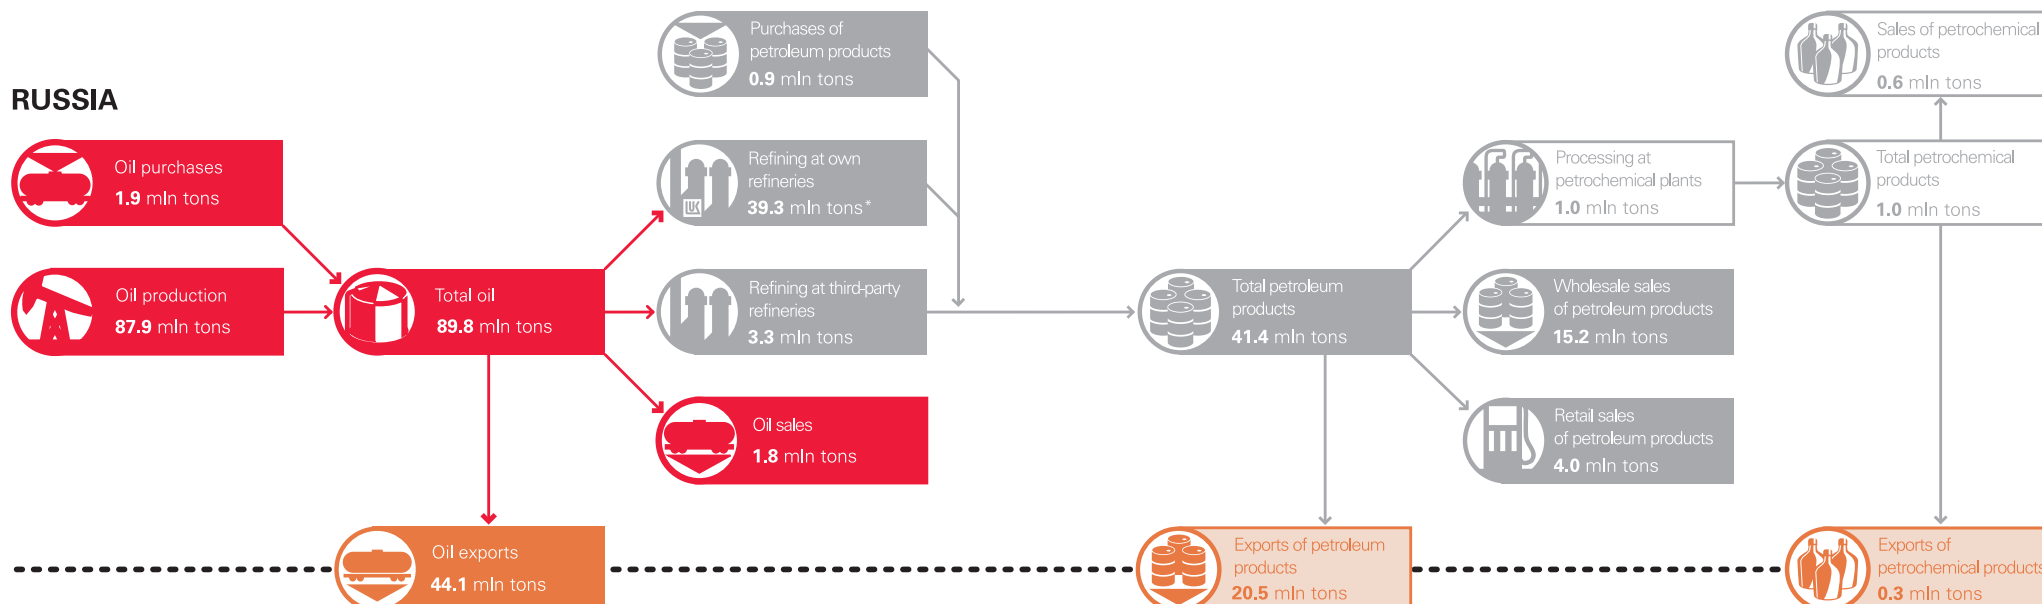 RUSSIA
Oil purchases
1.9 mln tons
Oil production
87.9 mln tons
Total oil
89.8 mln tons
Purchases of
petroleum products
0.9 mln tons
Refining at own
refineries
39.3 mln tons*
LUK
Refining at third-party
refineries
3.3 mln tons
Oil sales
1.8 mln tons
Oil exports
44.1 mln tons
Total petroleum
products
41.4 mln tons
Exports of petroleum
products
20.5 mln tons
Processing at
petrochemical plants
1.0 mln tons
Wholesale sales
of petroleum products
15.2 mln tons
Retail sales
of petroleum products
4.0 mln tons
Sales of petrochemical
products
0.6 mln tons
Total petrochemical
products
1.0 mln tons
Exports of
petrochemical products
0.3 mln tons